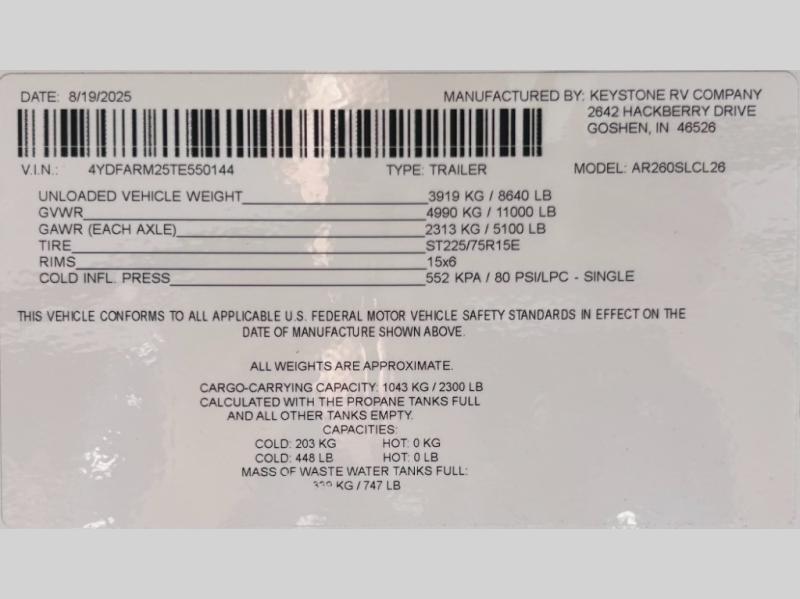 DATE: 8/19/2025
MANUFACTURED BY: KEYSTONE RV COMPANY
2642 HACKBERRY DRIVE
GOSHEN, IN 46526
V.I.N.: 4YDFARM25TE550144 TYPE: TRAILER MODEL: AR260SLCL26
UNLOADED VEHICLE WEIGHT 3919 KG / 8640 LB
GVWR 4990 KG / 11000 LB
GAWR (EACH AXLE) 2313 KG / 5100 LB
TIRE ST225/75R15E
RIMS 15x6
COLD INFL. PRESS 552 KPA / 80 PSI/LPC - SINGLE
THIS VEHICLE CONFORMS TO ALL APPLICABLE U.S. FEDERAL MOTOR VEHICLE SAFETY STANDARDS IN EFFECT ON THE
DATE OF MANUFACTURE SHOWN ABOVE.
ALL WEIGHTS ARE APPROXIMATE.
CARGO-CARRYING CAPACITY: 1043 KG / 2300 LB
CALCULATED WITH THE PROPANE TANKS FULL
AND ALL OTHER TANKS EMPTY.
CAPACITIES:
COLD: 203 KG HOT: 0 KG
COLD: 448 LB HOT: 0 LB
MASS OF WASTE WATER TANKS FULL:
KG / 747 LB